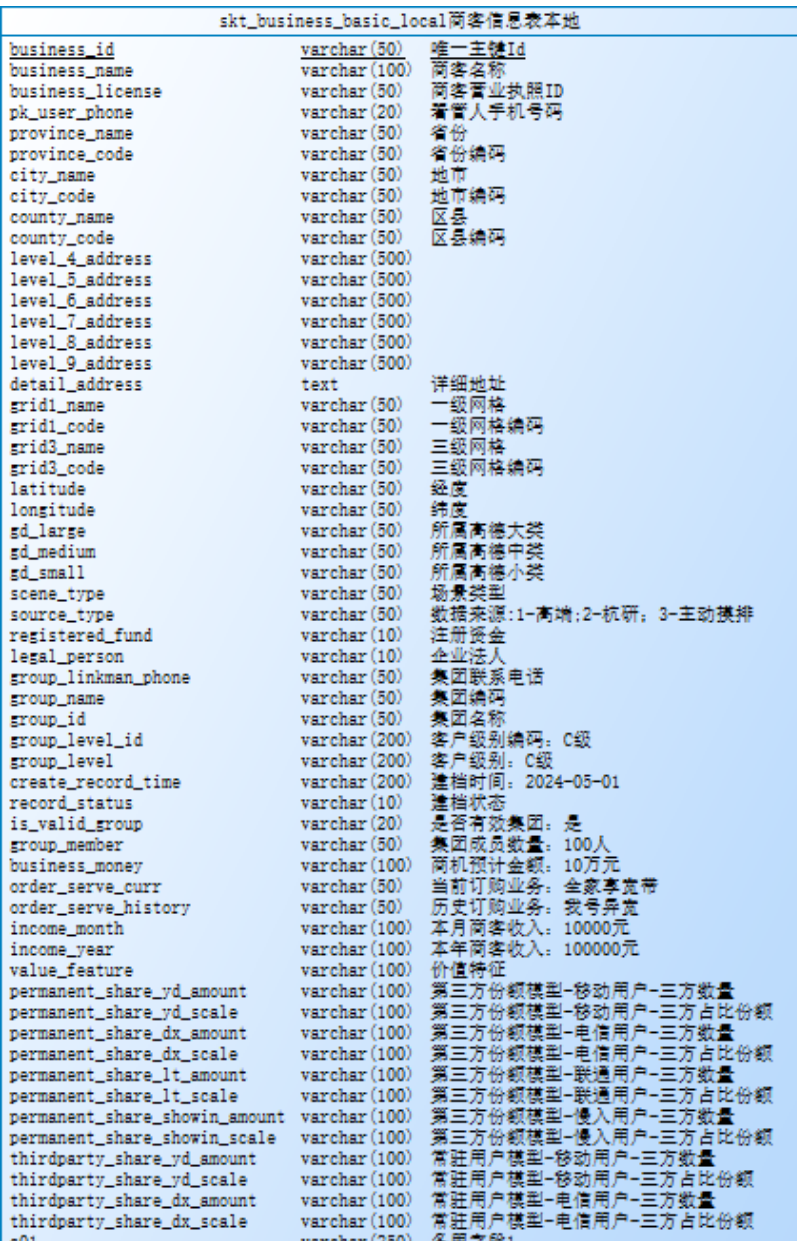 skt_business_basic_local商客信息表本地
business_id varchar(50) 唯一主键Id
business_name varchar(100) 商客名称
business_license varchar(50) 商客营业执照ID
pk_user_phone varchar(20) 看管人手机号码
province_name varchar(50) 省份
province_code varchar(50) 省份编码
city_name varchar(50) 地市
city_code varchar(50) 地市编码
county_name varchar(50) 区县
county_code varchar(50) 区县编码
level_4_address varchar(500)
level_5_address varchar(500)
level_6_address varchar(500)
level_7_address varchar(500)
level_8_address varchar(500)
level_9_address varchar(500)
detail_address text 详细地址
grid1_name varchar(50) 一级网格
grid1_code varchar(50) 一级网格编码
grid3_name varchar(50) 三级网格
grid3_code varchar(50) 三级网格编码
latitude varchar(50) 经度
longitude varchar(50) 纬度
gd_large varchar(50) 所属高德大类
gd_medium varchar(50) 所属高德中类
gd_small varchar(50) 所属高德小类
scene_type varchar(50) 场景类型
source_type varchar(50) 数据来源:1-高端;2-杭研；3-主动摸排
registered_fund varchar(10) 注册资金
legal_person varchar(10) 企业法人
group_linkman_phone varchar(50) 集团联系电话
group_name varchar(50) 集团编码
group_id varchar(50) 集团名称
group_level_id varchar(200) 客户级别编码：C级
group_level varchar(200) 客户级别：C级
create_record_time varchar(200) 建档时间：2024-05-01
record_status varchar(10) 建档状态
is_valid_group varchar(20) 是否有效集团：是
group_member varchar(50) 集团成员数量：100人
business_money varchar(100) 商机预计金额：10万元
order_serve_curr varchar(50) 当前订购业务：全家享宽带
order_serve_history varchar(50) 历史订购业务：我号异宽
income_month varchar(100) 本月商客收入：10000元
income_year varchar(100) 本年商客收入：100000元
value_feature varchar(100) 价值特征
permanent_share_yd_amount varchar(100) 第三方份额模型-移动用户-三方数量
permanent_share_yd_scale varchar(100) 第三方份额模型-移动用户-三方占比份额
permanent_share_dx_amount varchar(100) 第三方份额模型-电信用户-三方数量
permanent_share_dx_scale varchar(100) 第三方份额模型-电信用户-三方占比份额
permanent_share_lt_amount varchar(100) 第三方份额模型-联通用户-三方数量
permanent_share_lt_scale varchar(100) 第三方份额模型-联通用户-三方占比份额
permanent_share_showin_amount varchar(100) 第三方份额模型-慢入用户-三方数量
permanent_share_showin_scale varchar(100) 第三方份额模型-慢入用户-三方占比份额
thirdparty_share_yd_amount varchar(100) 常驻用户模型-移动用户-三方数量
thirdparty_share_yd_scale varchar(100) 常驻用户模型-移动用户-三方占比份额
thirdparty_share_dx_amount varchar(100) 常驻用户模型-电信用户-三方数量
thirdparty_share_dx_scale varchar(100) 常驻用户模型-电信用户-三方占比份额